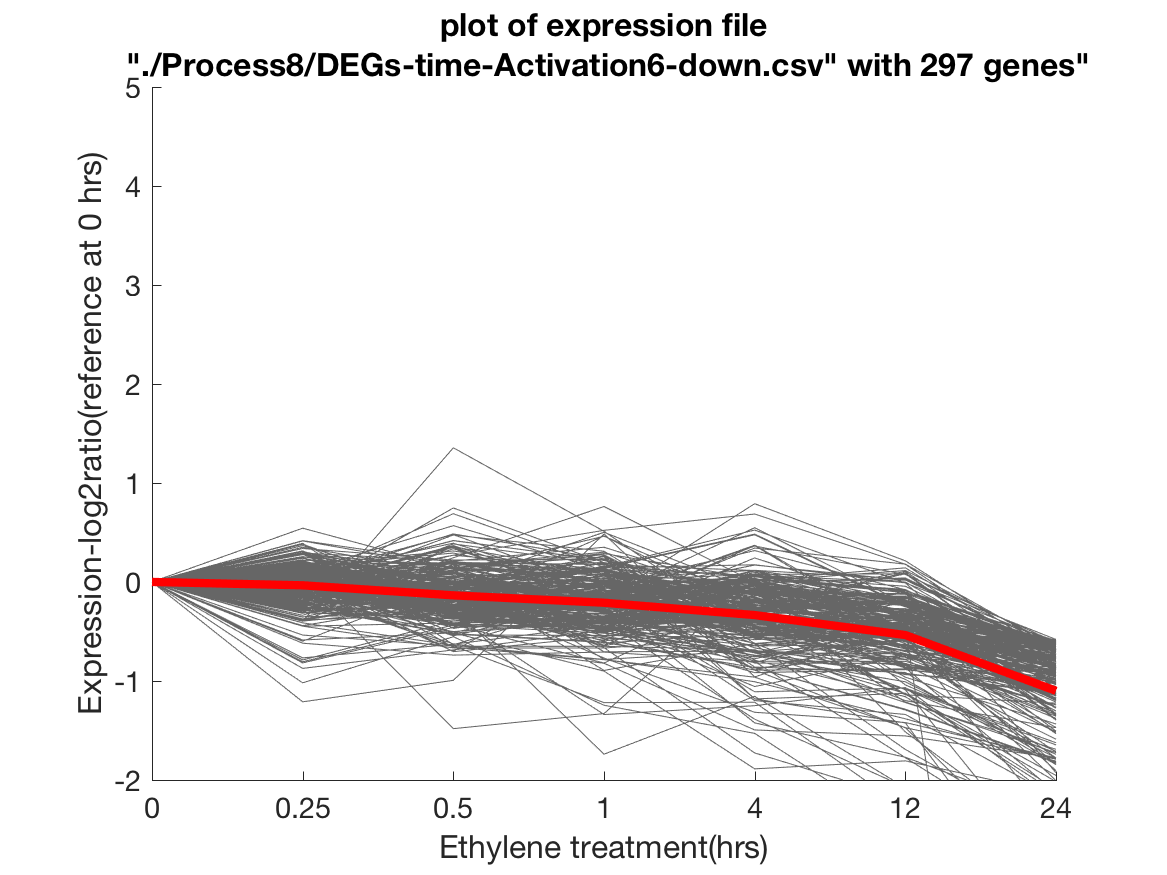 plot of expression file
"./Process8/DEGs-time-Activation6-down.csv" with 297 genes"
Expression-log2ratio(reference at 0 hrs)
5
4
3
2
1
0
-1
-2
0 0.25 0.5 1 4 12 24
Ethylene treatment(hrs)